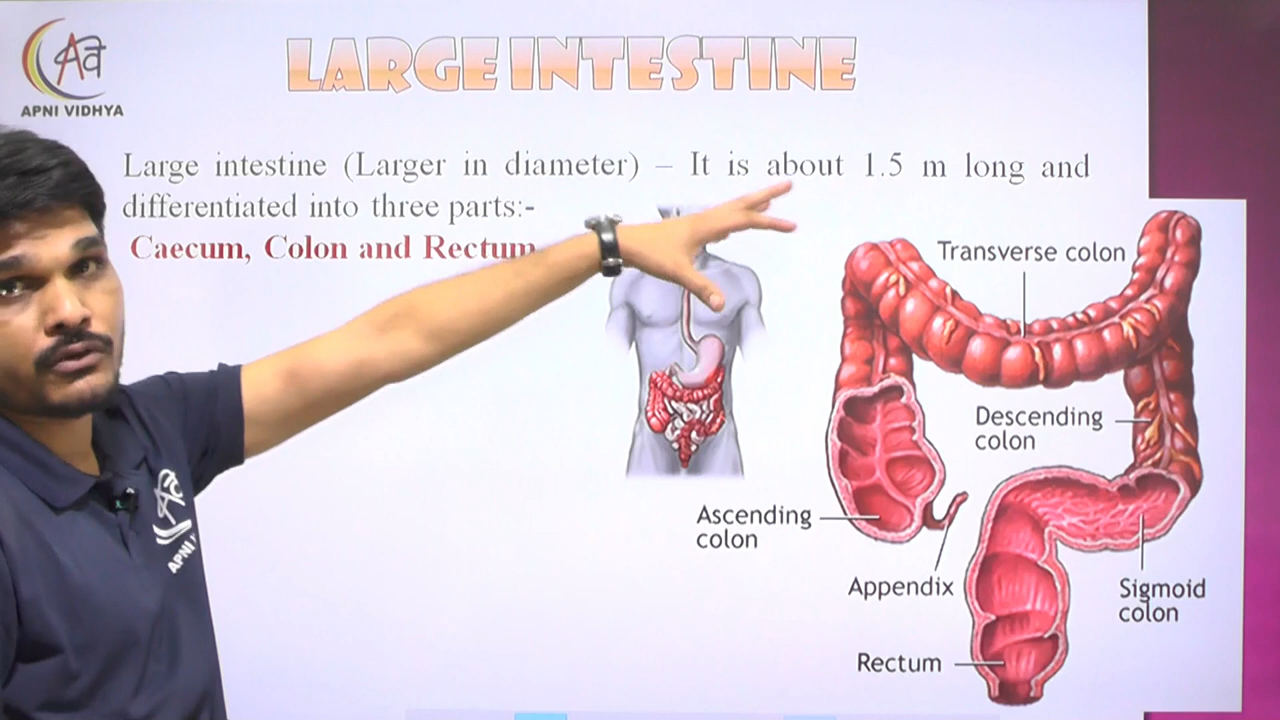 Aवे
APNI VIDHYA
LARGE INTESTINE
Large intestine (Larger in diameter) – It is about 1.5 m long and
differentiated into three parts:-
Caecum, Colon and Rectum
Transverse colon
Descending
colon
Ascending
colon
Appendix
Sigmoid
colon
Rectum